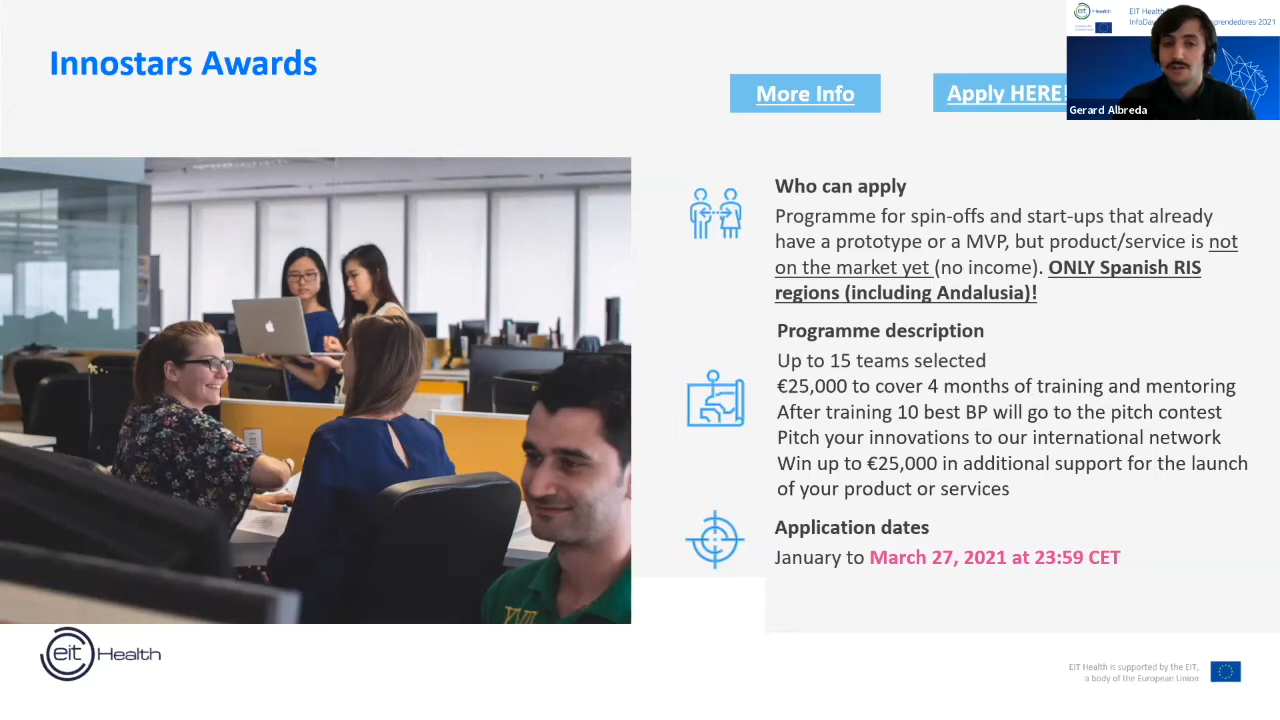 Innostars Awards
More Info
Apply HERE!
EIT Health
InfoDay
prendedores 2021
Health
Gerard Albreda
Who can apply
Programme for spin-offs and start-ups that already
have a prototype or a MVP, but product/service is not
on the market yet (no income). ONLY Spanish RIS
regions (including Andalusia)!
Programme description
Up to 15 teams selected
€25,000 to cover 4 months of training and mentoring
After training 10 best BP will go to the pitch contest
Pitch your innovations to our international network
Win up to €25,000 in additional support for the launch
of your product or services
Application dates
January to March 27, 2021 at 23:59 CET
eit Health
EIT Health is supported by the EIT,
a body of the European Union